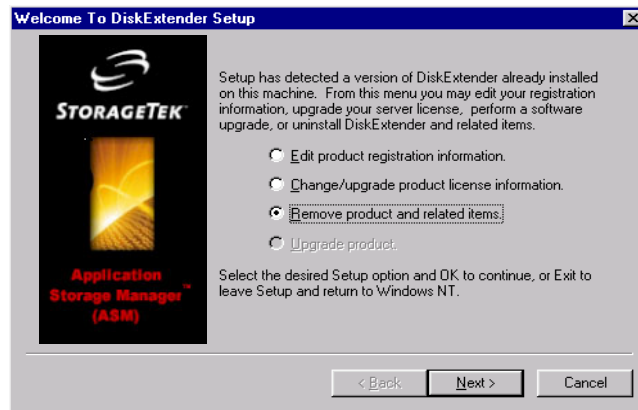 Welcome To DiskExtender Setup
STORAGETEK
Application
Storage Manager™
(ASM)
Setup has detected a version of DiskExtender already installed
on this machine. From this menu you may edit your registration
information, upgrade your server license, perform a software
upgrade, or uninstall DiskExtender and related items.
Edit product registration information.
Change/upgrade product license information.
Remove product and related items.
Upgrade product.
Select the desired Setup option and OK to continue, or Exit to
leave Setup and return to Windows NT.
< Back
Next >
Cancel